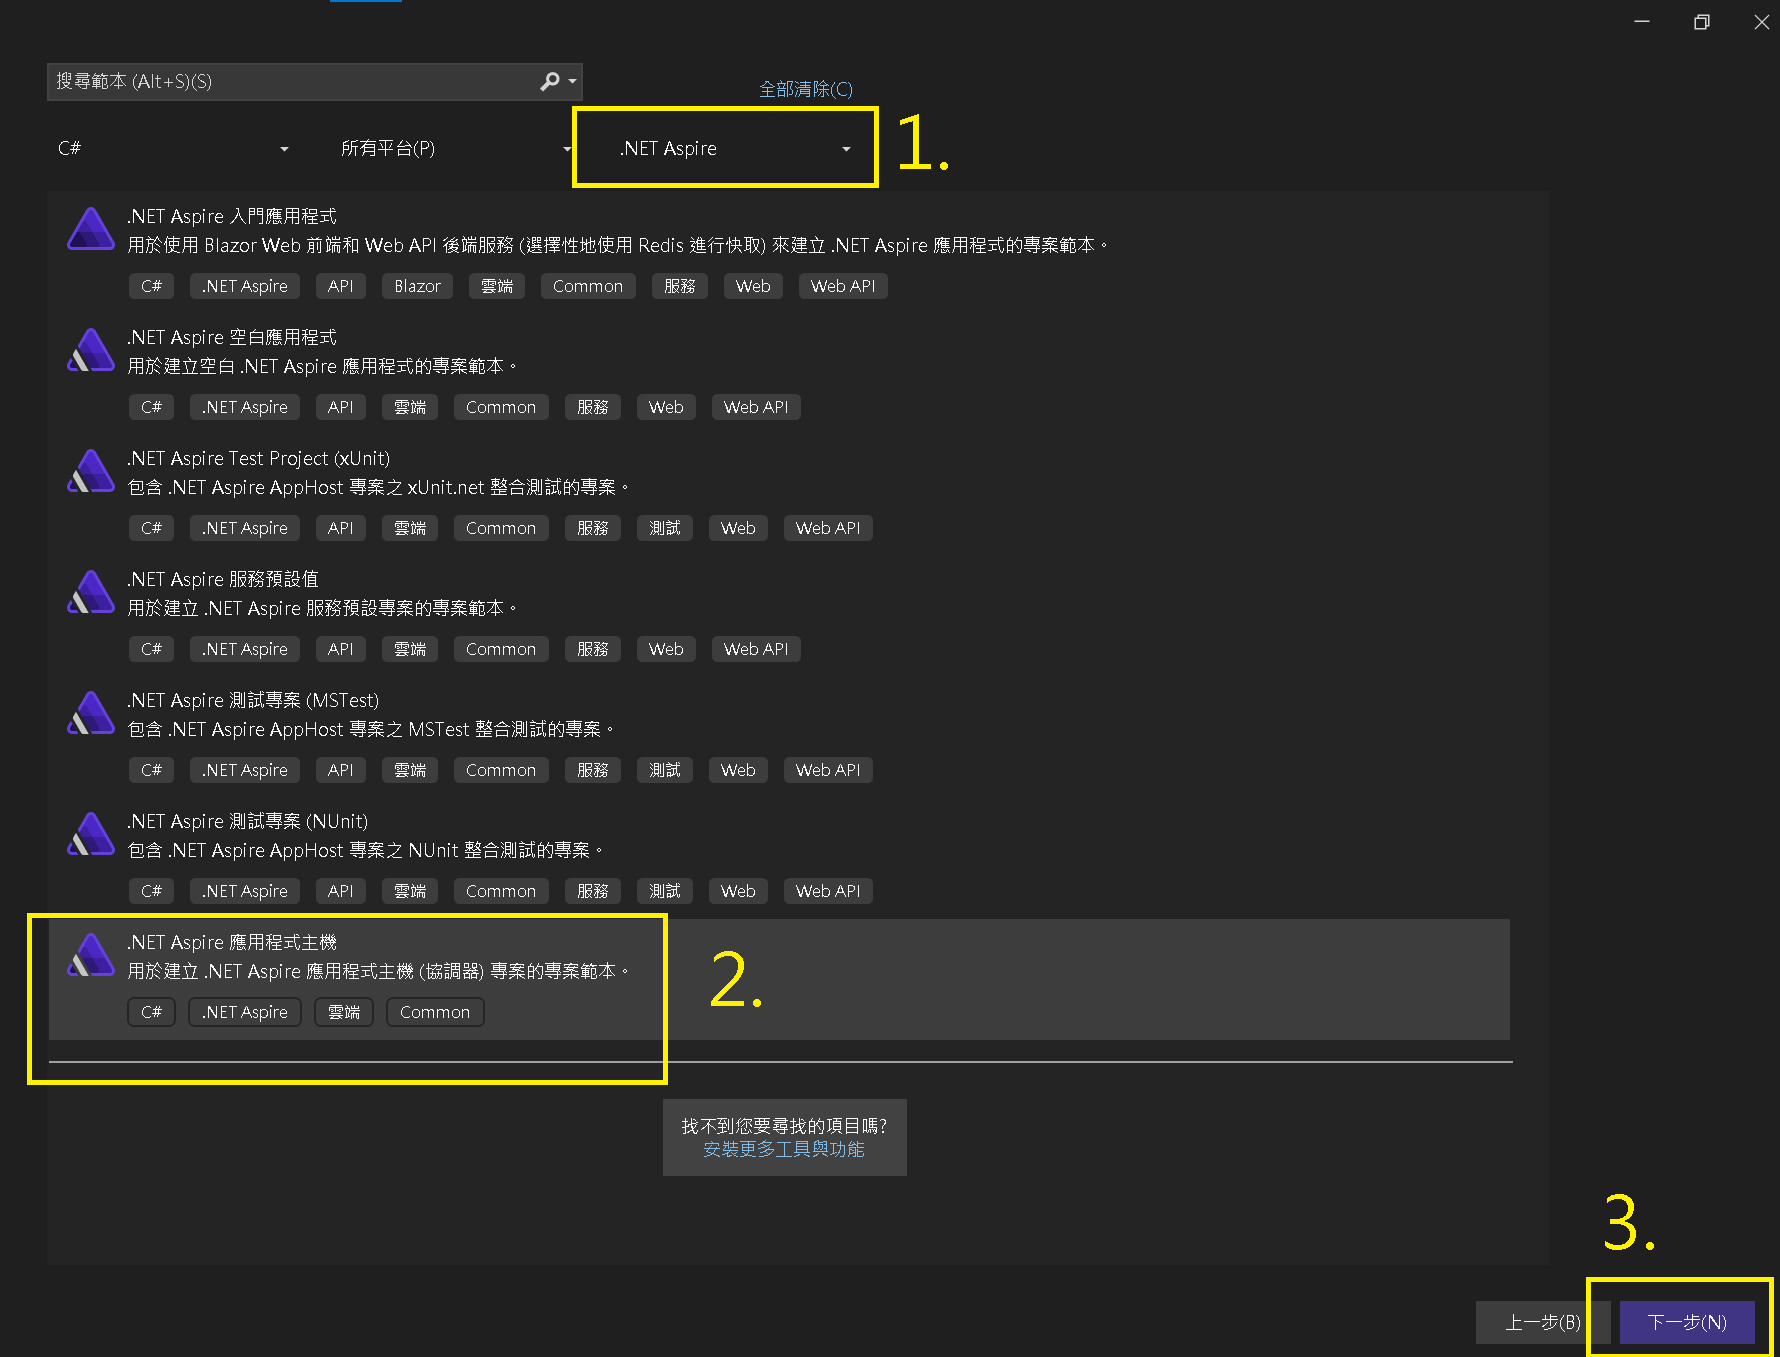 搜尋範本 (Alt+S)(S)
全部清除(C)
C#
所有平台(P)
.NET Aspire
1.
.NET Aspire 入門應用程式
用於使用 Blazor Web 前端和 Web API 後端服務 (選擇性地使用 Redis 進行快取) 來建立 .NET Aspire 應用程式的專案範本。
C# .NET Aspire API Blazor 雲端 Common 服務 Web Web API
.NET Aspire 空白應用程式
用於建立空白 .NET Aspire 應用程式的專案範本。
C# .NET Aspire API 雲端 Common 服務 Web Web API
.NET Aspire Test Project (xUnit)
包含 .NET Aspire AppHost 專案之 xUnit.net 整合測試的專案。
C# .NET Aspire API 雲端 Common 服務 測試 Web Web API
.NET Aspire 服務預設值
用於建立 .NET Aspire 服務預設專案的專案範本。
C# .NET Aspire API 雲端 Common 服務 Web Web API
.NET Aspire 測試專案 (MSTest)
包含 .NET Aspire AppHost 專案之 MSTest 整合測試的專案。
C# .NET Aspire API 雲端 Common 服務 測試 Web Web API
.NET Aspire 測試專案 (NUnit)
包含 .NET Aspire AppHost 專案之 NUnit 整合測試的專案。
C# .NET Aspire API 雲端 Common 服務 測試 Web Web API
.NET Aspire 應用程式主機
用於建立 .NET Aspire 應用程式主機 (協調器) 專案的專案範本。
C# .NET Aspire 雲端 Common
2.
找不到您要尋找的項目嗎?
安裝更多工具與功能
3.
上一步(B)
下一步(N)